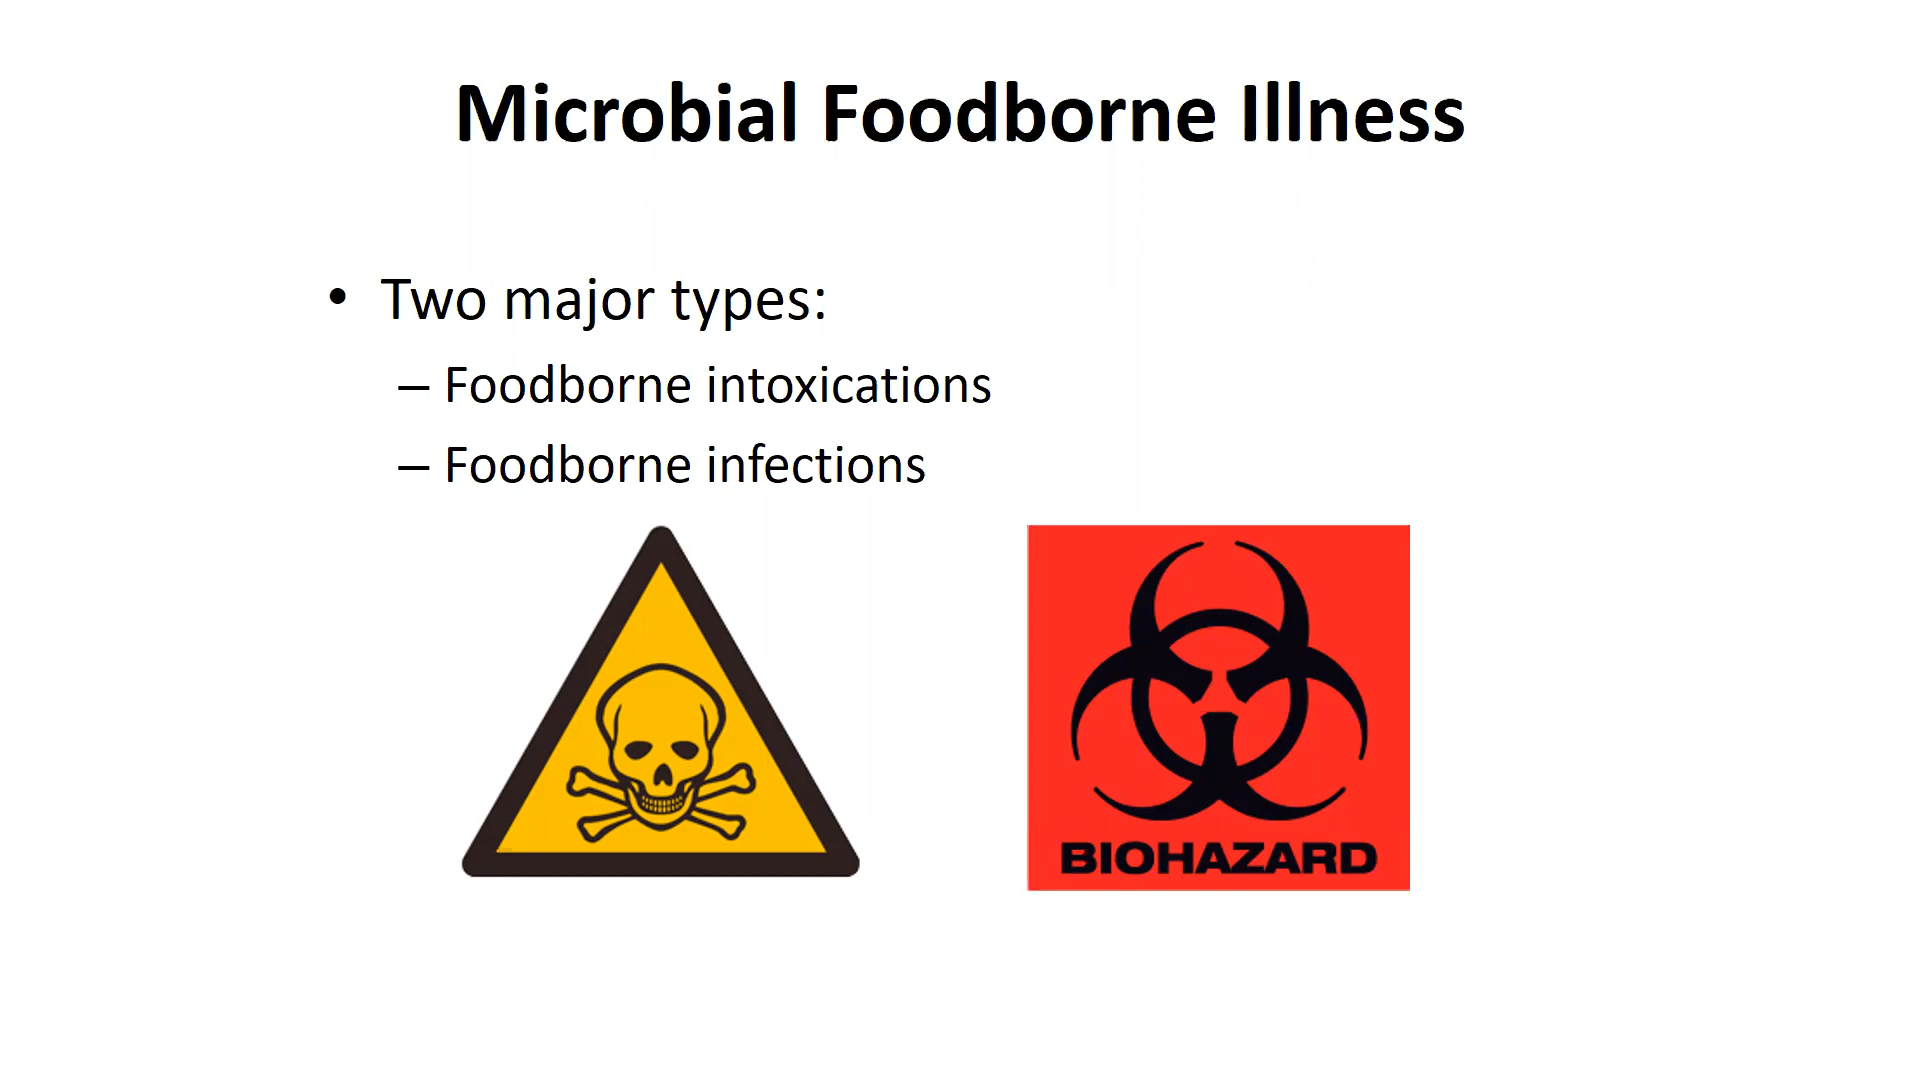 Microbial Foodborne Illness
• Two major types:
– Foodborne intoxications
– Foodborne infections
BIOHAZARD